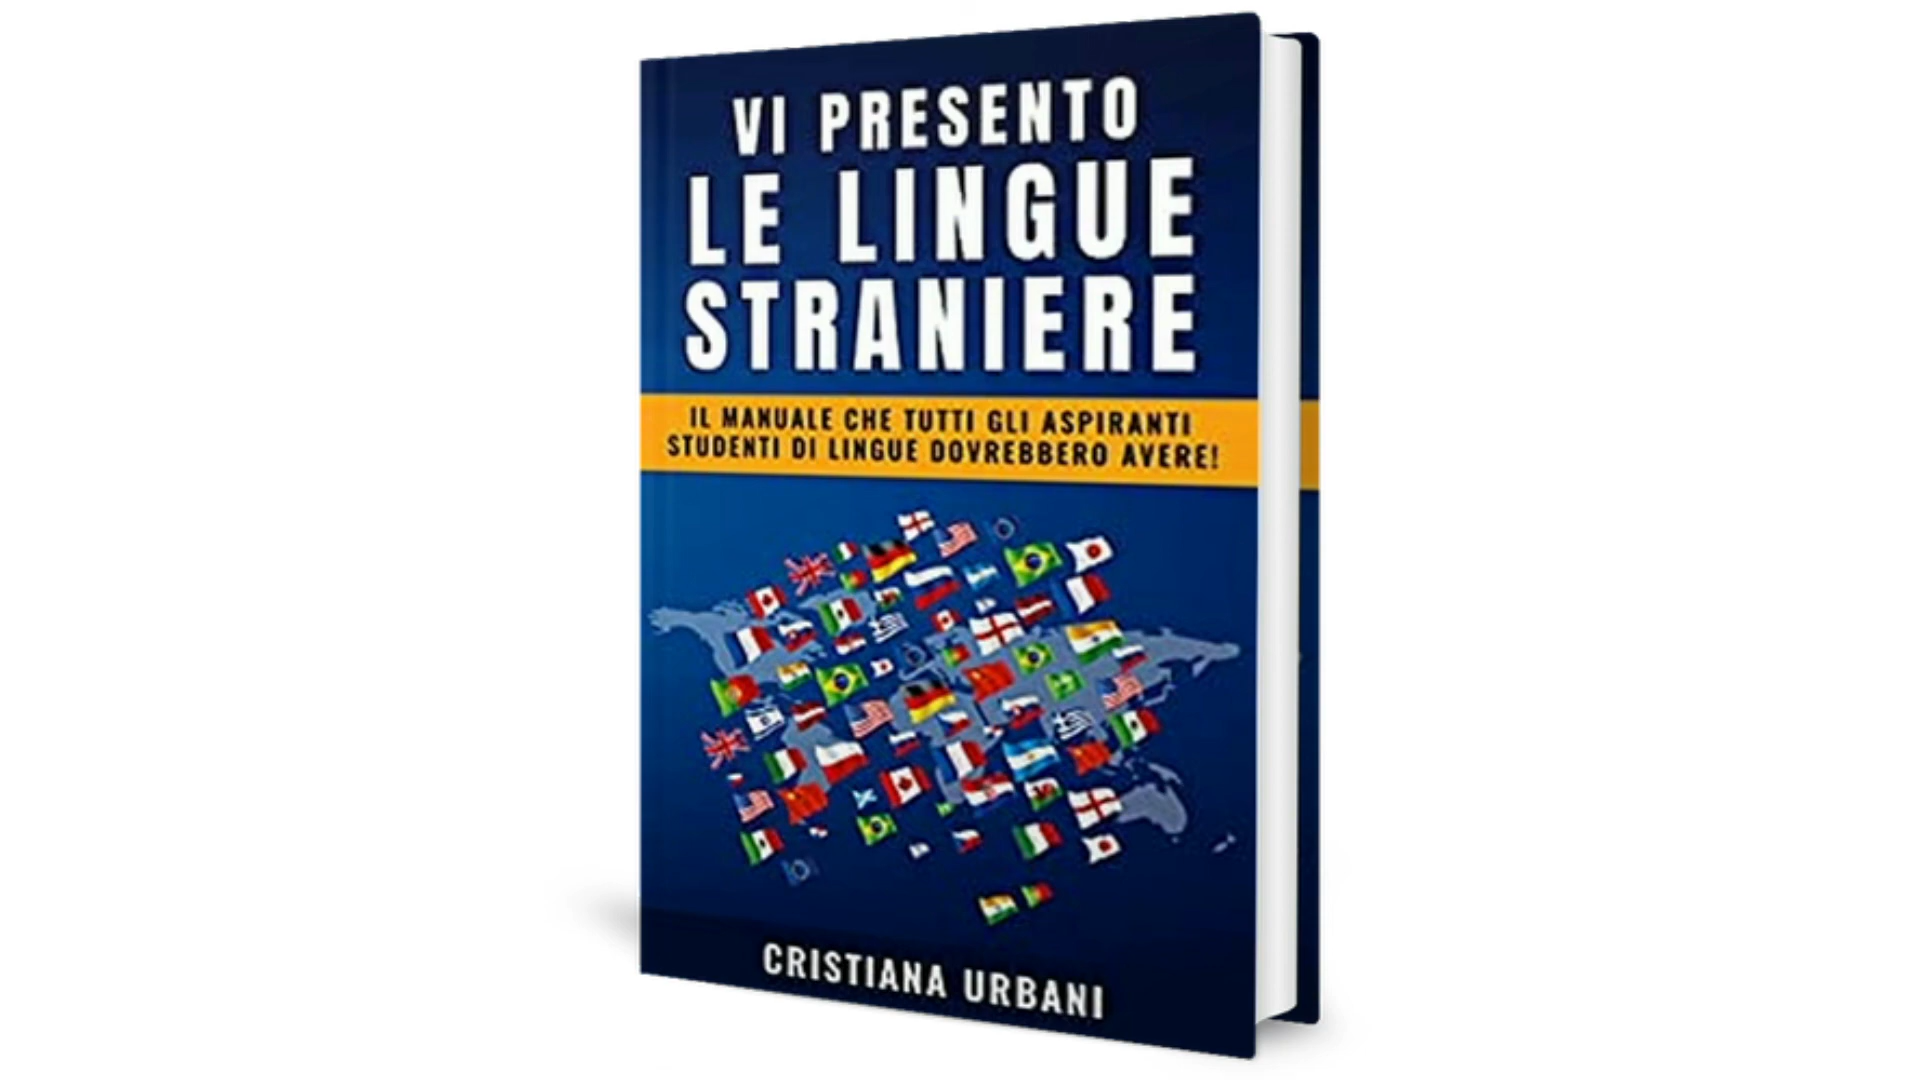 VI PRESENTO
LE LINGUE
STRANIERE
IL MANUALE CHE TUTTI GLI ASPIRANTI
STUDENTI DI LINGUE DOVREBBERO AVERE!
CRISTIANA URBANI